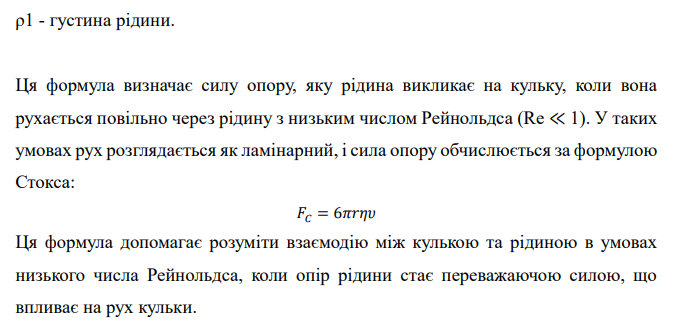 ρ1 - густина рідини.
Ця формула визначає силу опору, яку рідина викликає на кульку, коли вона
рухається повільно через рідину з низьким числом Рейнольдса (Re ≪ 1). У таких
умовах рух розглядається як ламінарний, і сила опору обчислюється за формулою
Стокса:
𝐹𝐶 = 6𝜋𝑟𝜂𝜐
Ця формула допомагає розуміти взаємодію між кулькою та рідиною в умовах
низького числа Рейнольдса, коли опір рідини стає переважаючою силою, що
впливає на рух кульки.